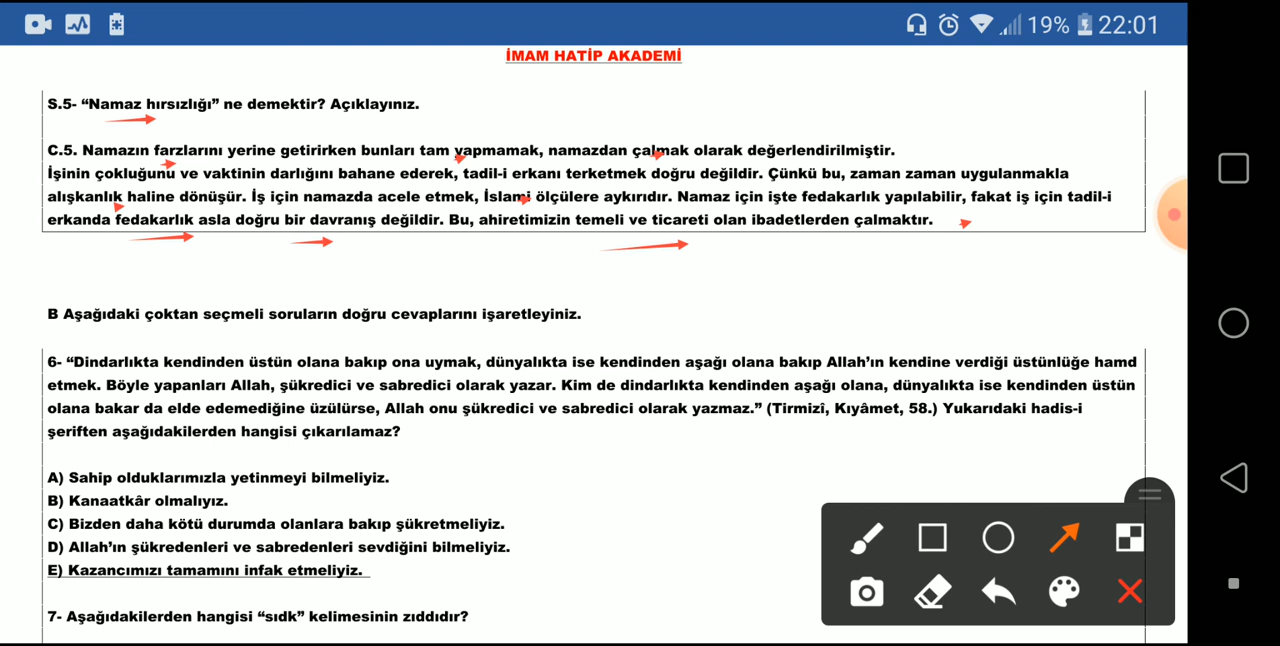 19% 22:01
İMAM HATİP AKADEMİ
S.5- “Namaz hırsızlığı” ne demektir? Açıklayınız.
C.5. Namazın farzlarını yerine getirirken bunları tam yapmamak, namazdan çalmak olarak değerlendirilmiştir.
İşinin çokluğunu ve vaktinin darlığını bahane ederek, tadil-i erkanı terketmek doğru değildir. Çünkü bu, zaman zaman uygulanmakla
alışkanlık haline dönüşür. İş için namazda acele etmek, İslami ölçülere aykırıdır. Namaz için işte fedakarlık yapılabilir, fakat iş için tadil-i
erkanda fedakarlık asla doğru bir davranış değildir. Bu, ahiretimizin temeli ve ticareti olan ibadetlerden çalmaktır.
B Aşağıdaki çoktan seçmeli soruların doğru cevaplarını işaretleyiniz.
6- “Dindarlıkta kendinden üstün olana bakıp ona uymak, dünyalıkta ise kendinden aşağı olana bakıp Allah’ın kendine verdiği üstünlüğe hamd
etmek. Böyle yapanları Allah, şükredici ve sabredici olarak yazar. Kim de dindarlıkta kendinden aşağı olana, dünyalıkta ise kendinden üstün
olana bakar da elde edemediğine üzülürse, Allah onu şükredici ve sabredici olarak yazmaz.” (Tirmizî, Kıyâmet, 58.) Yukarıdaki hadis-i
şeriften aşağıdakilerden hangisi çıkarılamaz?
A) Sahip olduklarımızla yetinmeyi bilmeliyiz.
B) Kanaatkâr olmalıyız.
C) Bizden daha kötü durumda olanlara bakıp şükretmeliyiz.
D) Allah’ın şükredenleri ve sabredenleri sevdiğini bilmeliyiz.
E) Kazancımızı tamamını infak etmeliyiz.
7- Aşağıdakilerden hangisi “sıdk” kelimesinin zıddıdır?